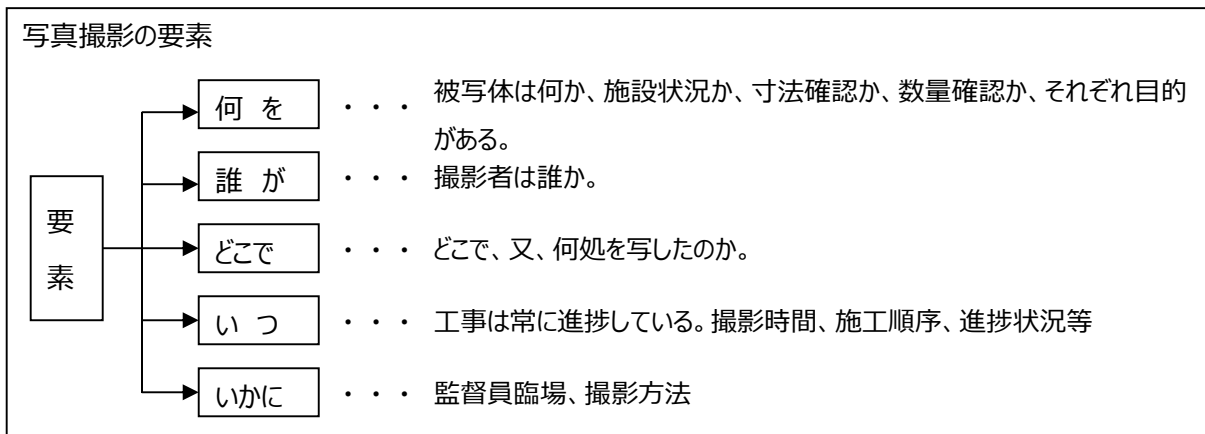 写真撮影の要素
要素
何 を ・・・ 被写体は何か、施設状況か、寸法確認か、数量確認か、それぞれ目的
がある。
誰 が ・・・ 撮影者は誰か。
どこで ・・・ どこで、又、何処を写したのか。
い つ ・・・ 工事は常に進捗している。撮影時間、施工順序、進捗状況等
いかに ・・・ 監督員臨場、撮影方法